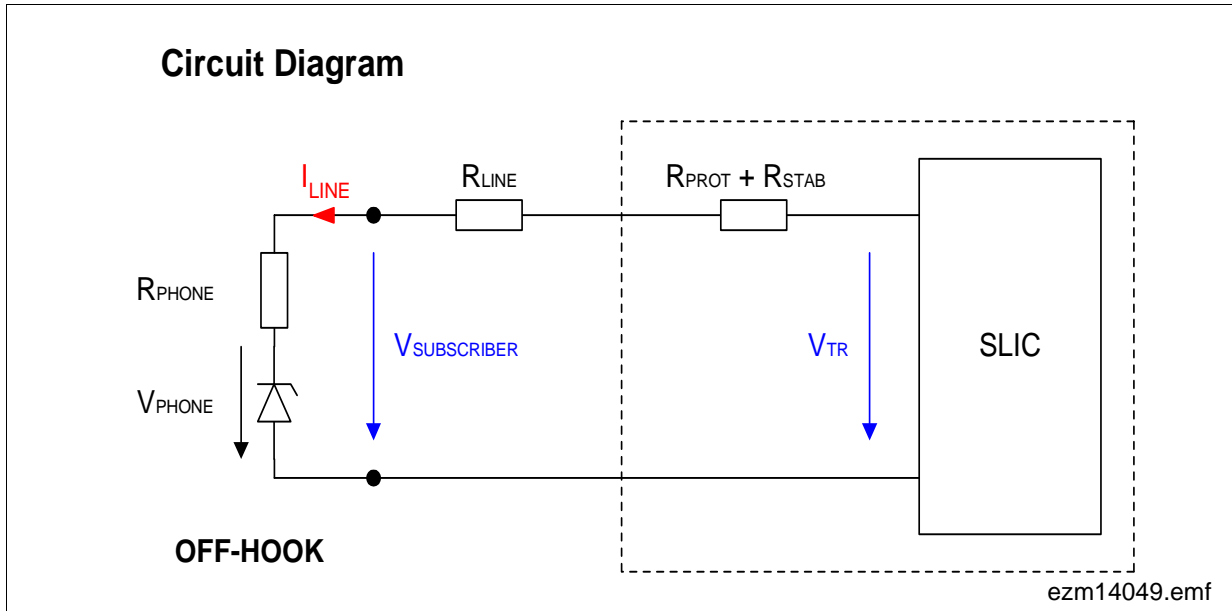 Circuit Diagram
ILINE
RLINE
RPROT + RSTAB
RPHONE
VSUBSCRIBER
VTR
SLIC
VPHONE
OFF-HOOK
ezm14049.emf